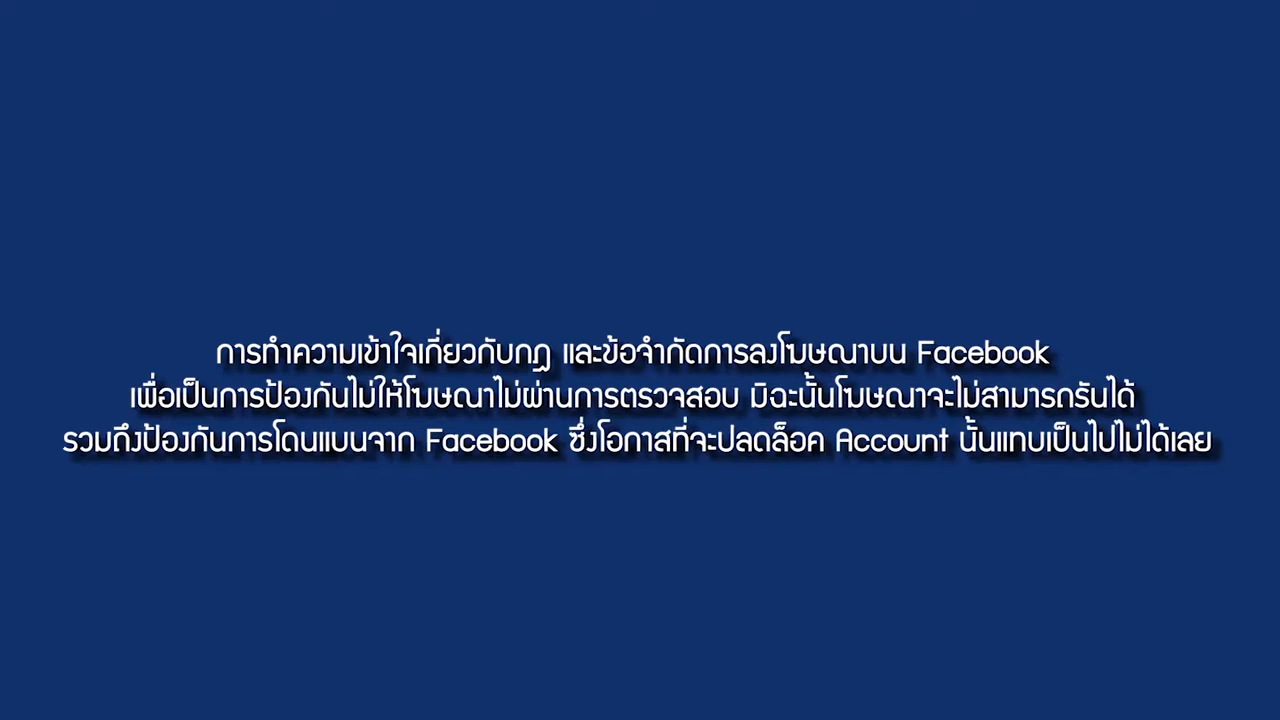 การทำความเข้าใจเกี่ยวกับกฎ และข้อจำกัดการลงโฆษณาบน Facebook
เพื่อเป็นการป้องกันไม่ให้โฆษณาไม่ผ่านการตรวจสอบ มิฉะนั้นโฆษณาจะไม่สามารถรันได้
รวมถึงป้องกันการโดนแบนจาก Facebook ซึ่งโอกาสที่จะปลดล็อค Account นั้นแทบเป็นไปไม่ได้เลย